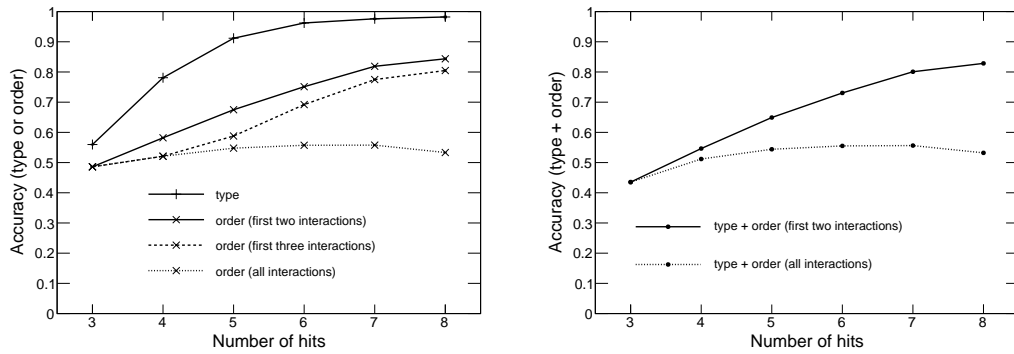 Accuracy (type or order)
1
0.9
0.8
0.7
0.6
0.5
0.4
0.3
0.2
0.1
0
type
order (first two interactions)
order (first three interactions)
order (all interactions)
3 4 5 6 7 8
Number of hits
Accuracy (type + order)
1
0.9
0.8
0.7
0.6
0.5
0.4
0.3
0.2
0.1
0
type + order (first two interactions)
type + order (all interactions)
3 4 5 6 7 8
Number of hits